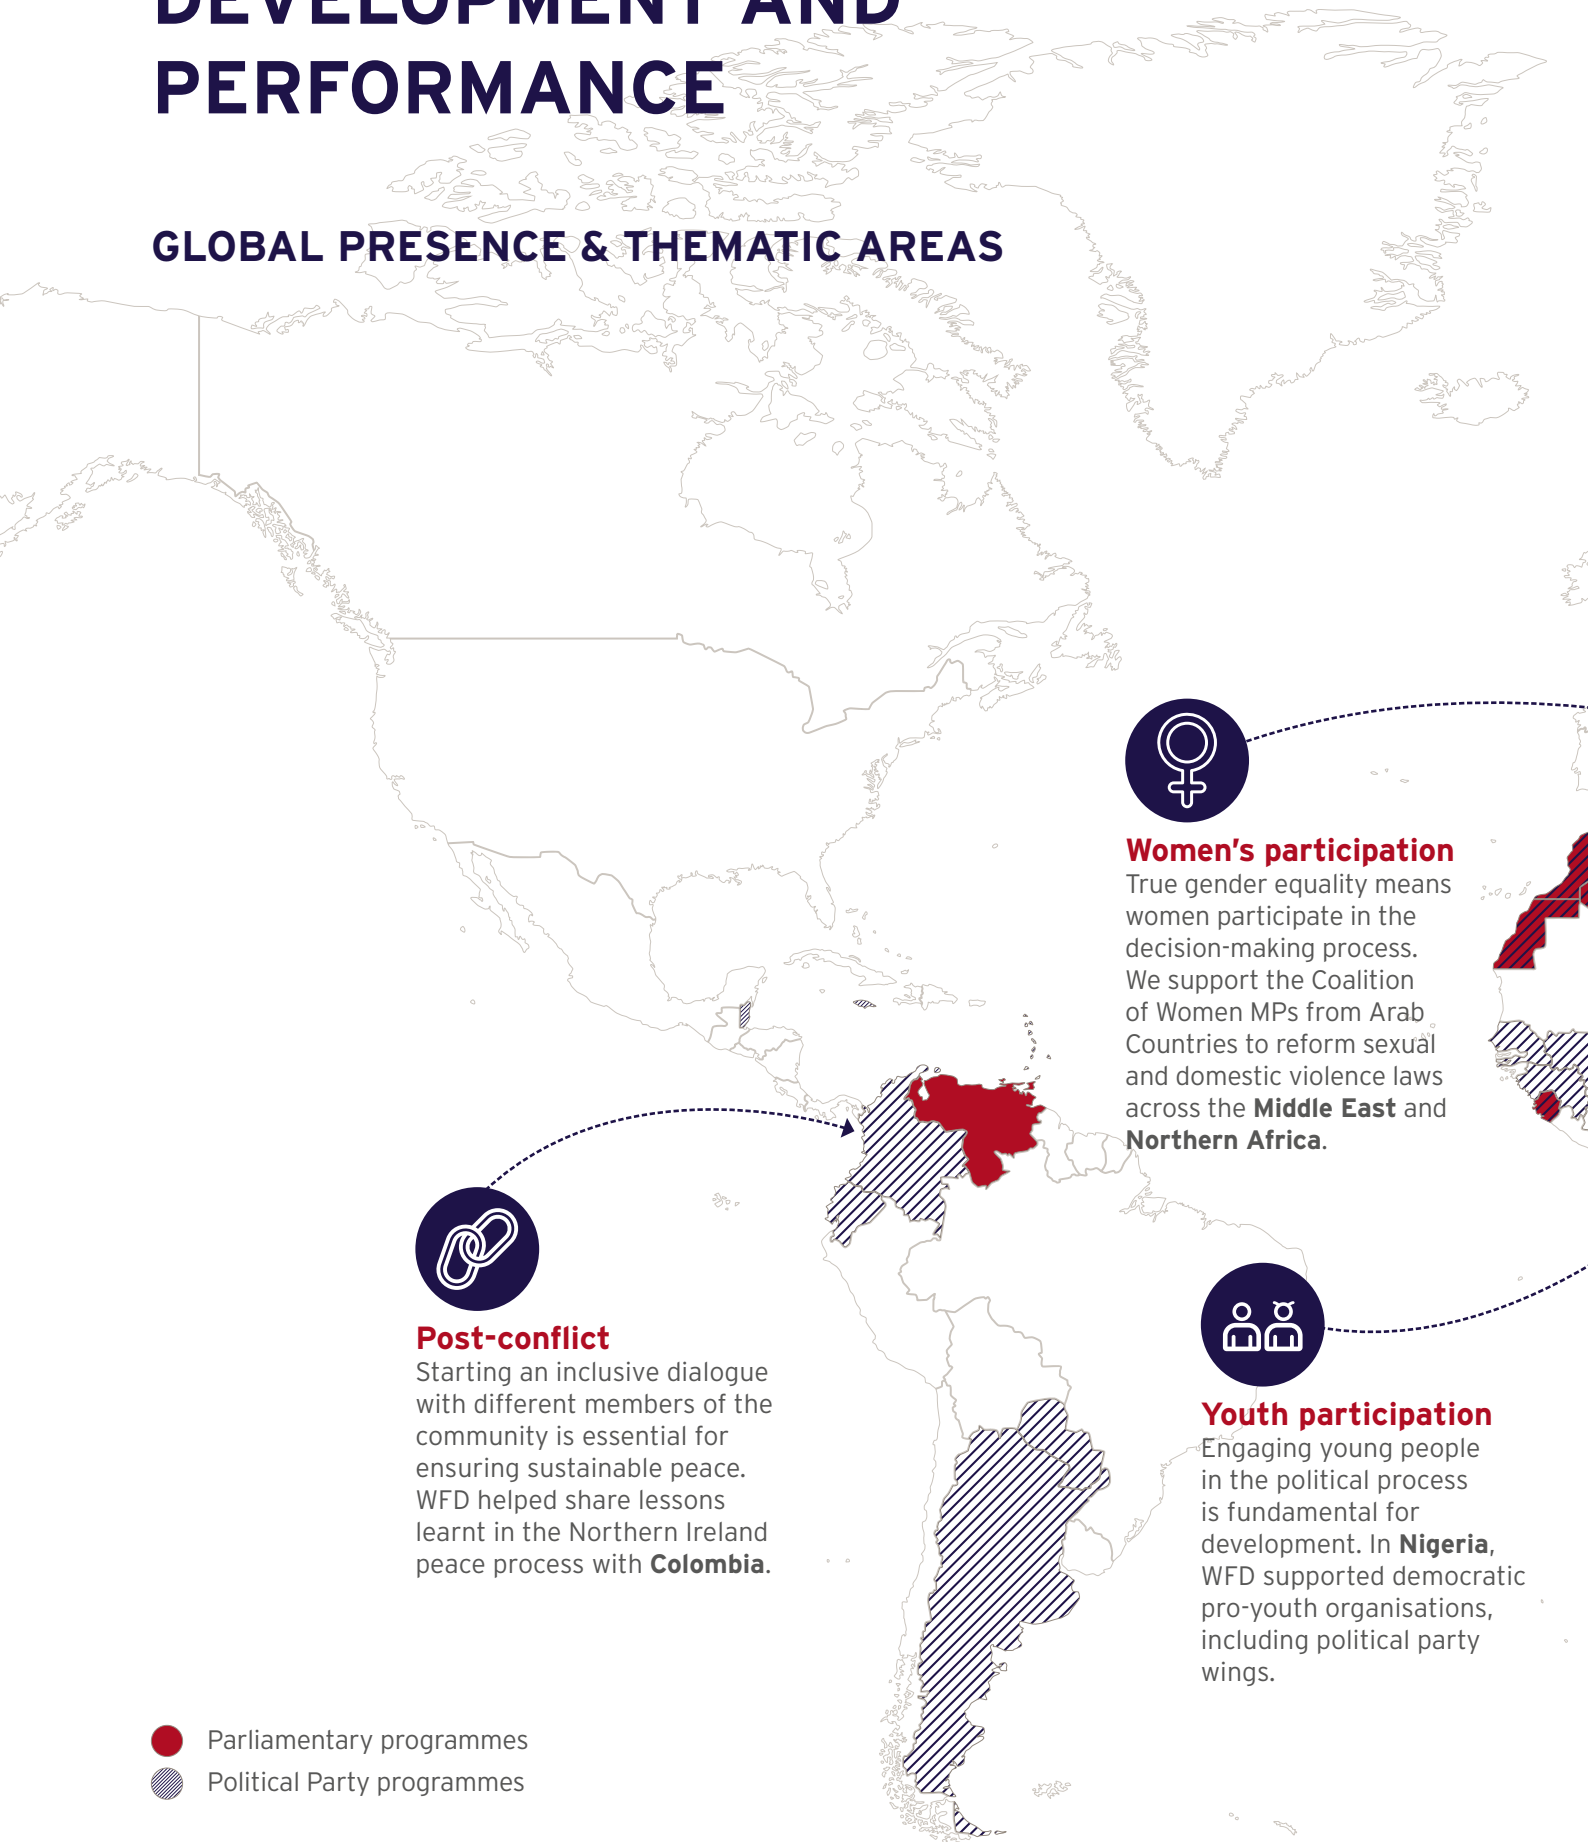 DEVELOPMENT AND
PERFORMANCE
GLOBAL PRESENCE & THEMATIC AREAS
Women's participation
True gender equality means
women participate in the
decision-making process.
We support the Coalition
of Women MPs from Arab
Countries to reform sexual
and domestic violence laws
across the Middle East and
Northern Africa.
Post-conflict
Starting an inclusive dialogue
with different members of the
community is essential for
ensuring sustainable peace.
WFD helped share lessons
learnt in the Northern Ireland
peace process with Colombia.
Youth participation
Engaging young people
in the political process
is fundamental for
development. In Nigeria,
WFD supported democratic
pro-youth organisations,
including political party
wings.
Parliamentary programmes
Political Party programmes